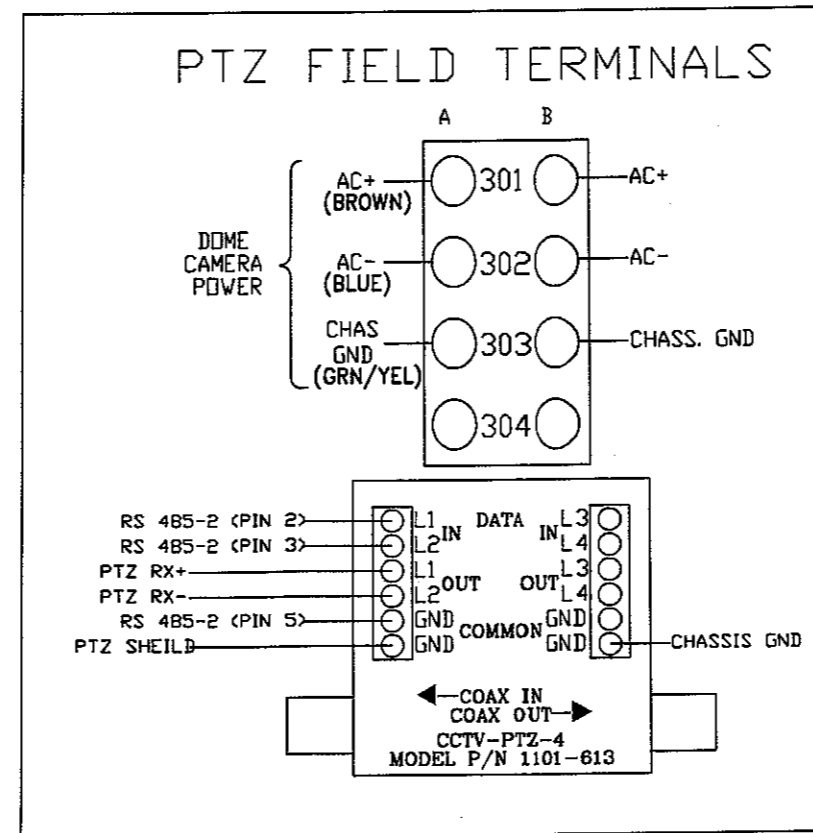 PTZ FIELD TERMINALS
A B
AC+ 301 AC+
(BROWN)
DOME
CAMERA
POWER
AC- 302 AC-
(BLUE)
CHAS
GND
(GRN/YEL)
303 CHASS. GND
304
RS 485-2 (PIN 2) L1 IN DATA IN L3
RS 485-2 (PIN 3) L2 L4
PTZ RX+ L1 OUT OUT L3
PTZ RX- L2 L4
RS 485-2 (PIN 5) GND COMMON GND
PTZ SHEILD GND GND CHASSIS GND
COAX IN
COAX OUT
CCTV-PTZ-4
MODEL P/N 1101-613